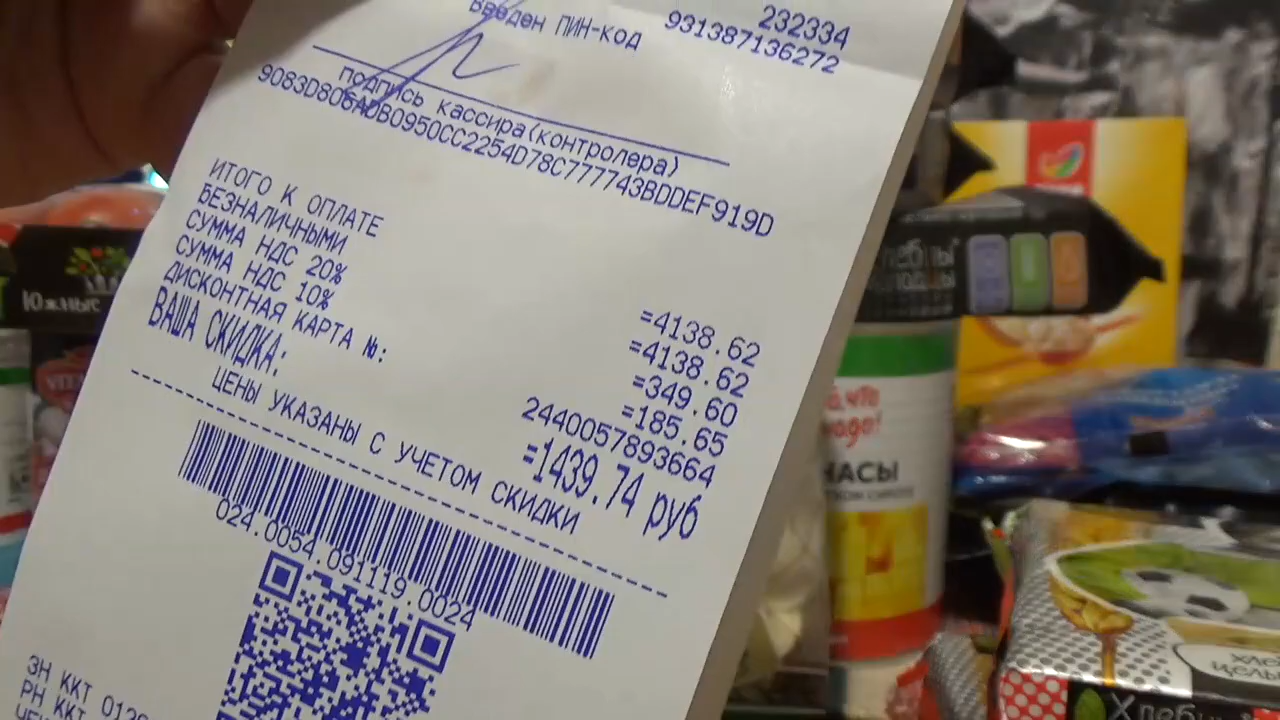 232334
Введен ПИН-код 931387136272
Подпись кассира(контролера)
9083D806ADB0950CC2254D78C777743BDDEF919D
ИТОГО К ОПЛАТЕ =4138.62
БЕЗНАЛИЧНЫМИ =4138.62
СУММА НДС 20% =349.60
СУММА НДС 10% =185.65
ДИСКОНТНАЯ КАРТА №: 2440057893664
ВАША СКИДКА: =1439.74 руб
ЦЕНЫ УКАЗАНЫ С УЧЕТОМ СКИДКИ
024.0054.091119.0024
ЗН ККТ
РН ККТ
Южные